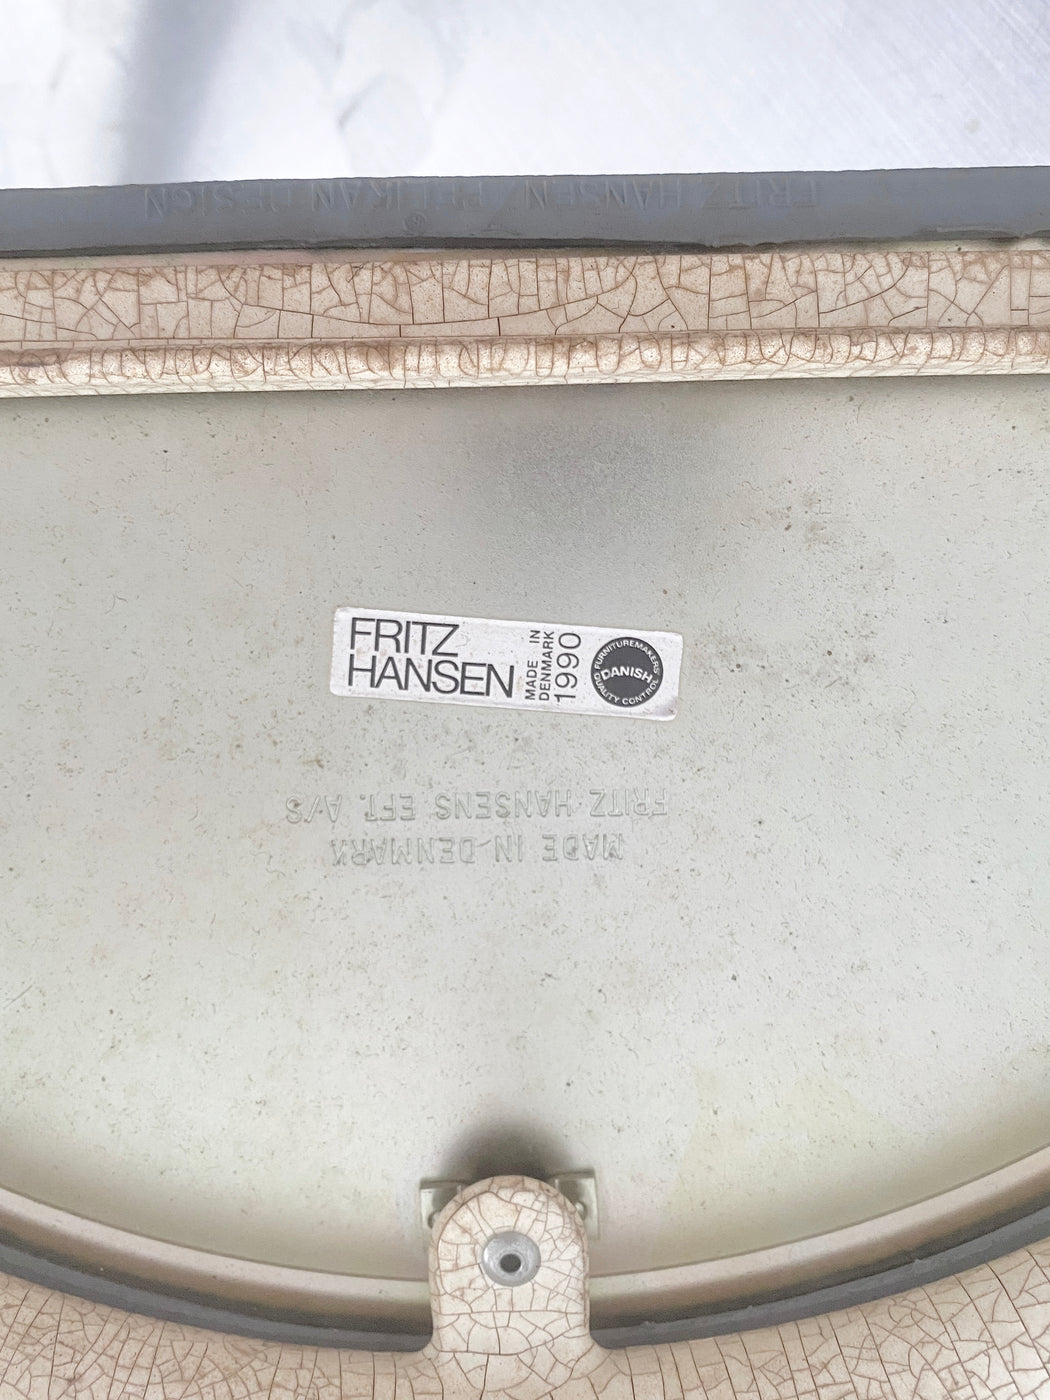 FRITZ HANSEN/PELIKAN DESIGN®
FRITZ
HANSEN
MADE IN
DENMARK
1990
FURNITUREMAKERS
DANISH
QUALITY CONTROL
FRITZ HANSENS EFT. A/S
MADE IN DENMARK